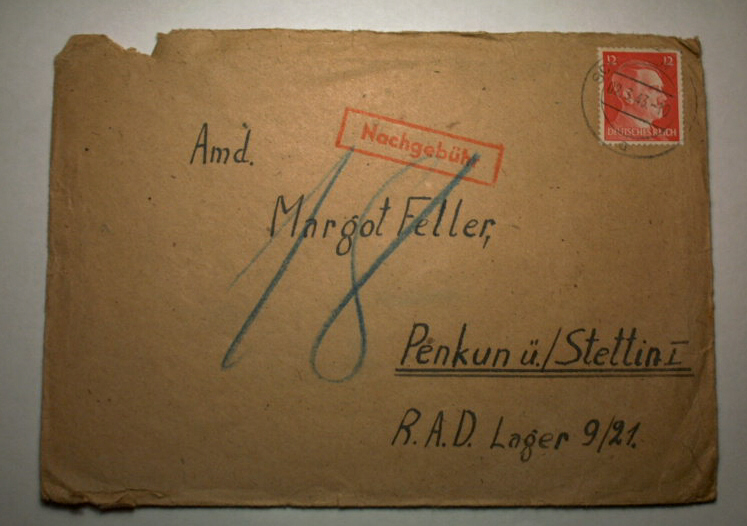 12 12
DEUTSCHES REICH
Nachgebühr
Amd.
18
Margot Feller,
Penkun ü./Stettin I
R.A.D. Lager 9/21.